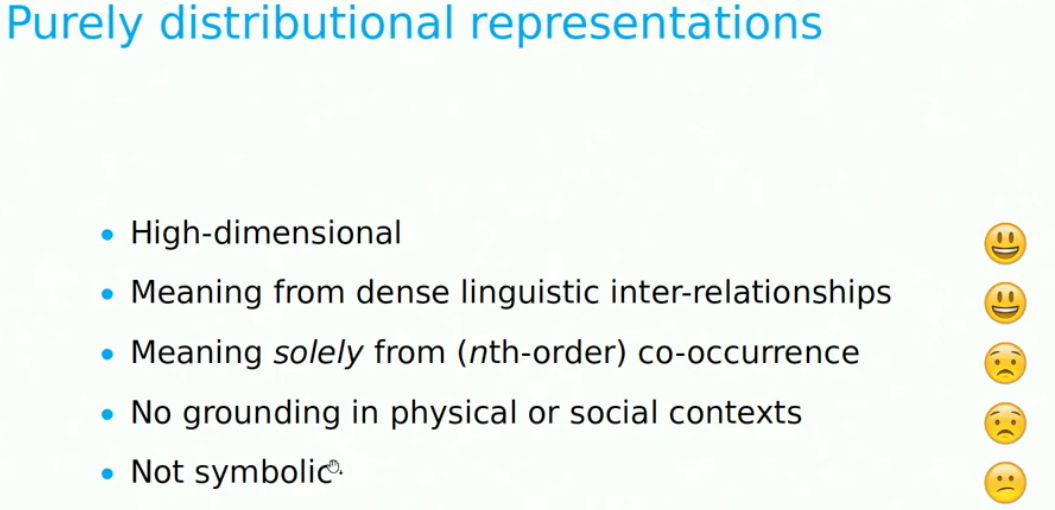 Purely distributional representations
• High-dimensional 😃
• Meaning from dense linguistic inter-relationships 😃
• Meaning solely from (nth-order) co-occurrence 😟
• No grounding in physical or social contexts 😟
• Not symbolic 😕